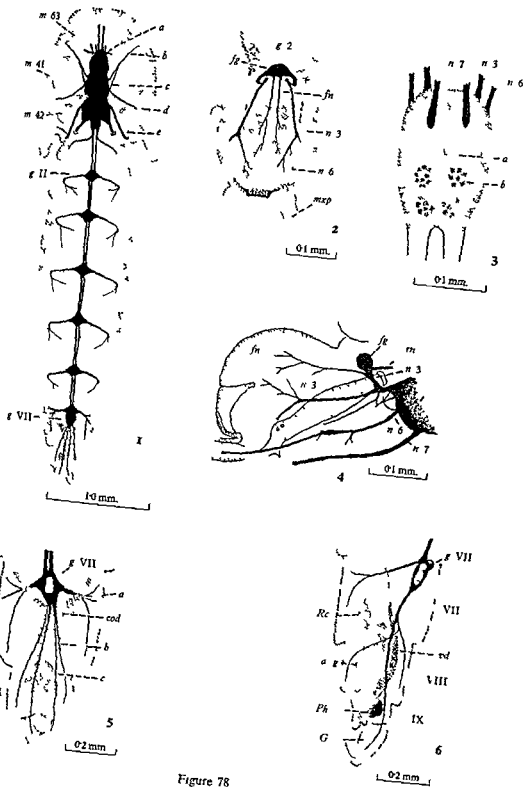 m 63
a
m 41
b
c
m 42
d
e
g II
g VII
1
1·0 mm.
g 2
fg
fn
n 3
n 6
mxp
2
0.1 mm.
n 7 n 3
n 6
a
b
3
0·1 mm.
fn
fg
rn
n 3
n 3
n 6
n 7
4
0·1 mm.
g VII
a
cod
b
c
5
0.2 mm
g VII
Rc
VII
a
g
vd
VIII
Ph
IX
G
6
0·2 mm
Figure 78